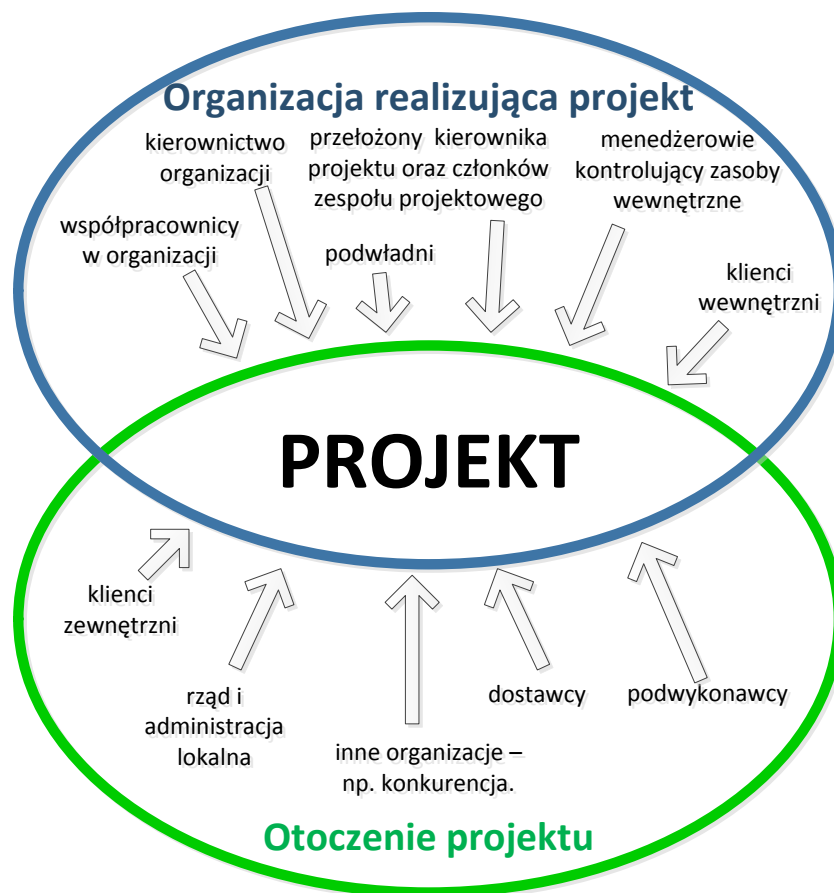 Organizacja realizująca projekt
kierownictwo
organizacji
przełożony kierownika
projektu oraz członków
zespołu projektowego
menedżerowie
kontrolujący zasoby
wewnętrzne
współpracownicy
w organizacji
podwładni
klienci
wewnętrzni
PROJEKT
klienci
zewnętrzni
rząd i
administracja
lokalna
inne organizacje –
np. konkurencja.
dostawcy
podwykonawcy
Otoczenie projektu